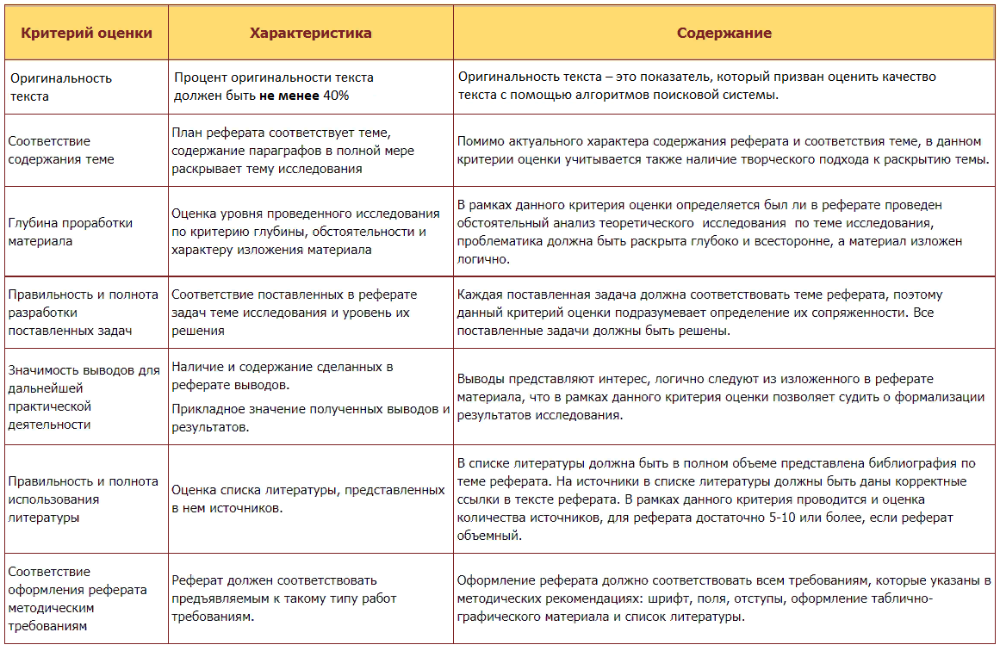 Критерий оценки
Характеристика
Содержание
Оригинальность
текста
Процент оригинальности текста
должен быть не менее 40%
Оригинальность текста – это показатель, который призван оценить качество
текста с помощью алгоритмов поисковой системы.
Соответствие
содержания теме
План реферата соответствует теме,
содержание параграфов в полной мере
раскрывает тему исследования
Помимо актуального характера содержания реферата и соответствия теме, в данном
критерии оценки учитывается также наличие творческого подхода к раскрытию темы.
Глубина проработки
материала
Оценка уровня проведенного исследования
по критерию глубины, обстоятельности и
характеру изложения материала
В рамках данного критерия оценки определяется был ли в реферате проведен
обстоятельный анализ теоретического  исследования  по теме исследования,
проблематика должна быть раскрыта глубоко и всесторонне, а материал изложен
логично.
Правильность и полнота
разработки
поставленных задач
Соответствие поставленных в реферате
задач теме исследования и уровень их
решения
Каждая поставленная задача должна соответствовать теме реферата, поэтому
данный критерий оценки подразумевает определение их сопряженности. Все
поставленные задачи должны быть решены.
Значимость выводов для
дальнейшей
практической
деятельности
Наличие и содержание сделанных в
реферате выводов.
Прикладное значение полученных выводов и
результатов.
Выводы представляют интерес, логично следуют из изложенного в реферате
материала, что в рамках данного критерия оценки позволяет судить о формализации
результатов исследования.
Правильность и полнота
использования
литературы
Оценка списка литературы, представленных
в нем источников.
В списке литературы должна быть в полном объеме представлена библиография по
теме реферата. На источники в списке литературы должны быть даны корректные
ссылки в тексте реферата. В рамках данного критерия проводится и оценка
количества источников, для реферата достаточно 5-10 или более, если реферат
объемный.
Соответствие
оформления реферата
методическим
требованиям
Реферат должен соответствовать
предъявляемым к такому типу работ
требованиям.
Оформление реферата должно соответствовать всем требованиям, которые указаны в
методических рекомендациях: шрифт, поля, отступы, оформление таблично-
графического материала и список литературы.